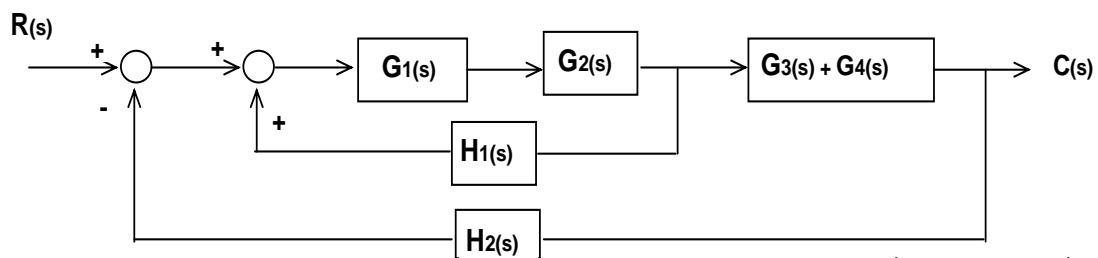 R(s)
+
+
G1(s)
G2(s)
G3(s) + G4(s)
C(s)
-
+
H1(s)
H2(s)